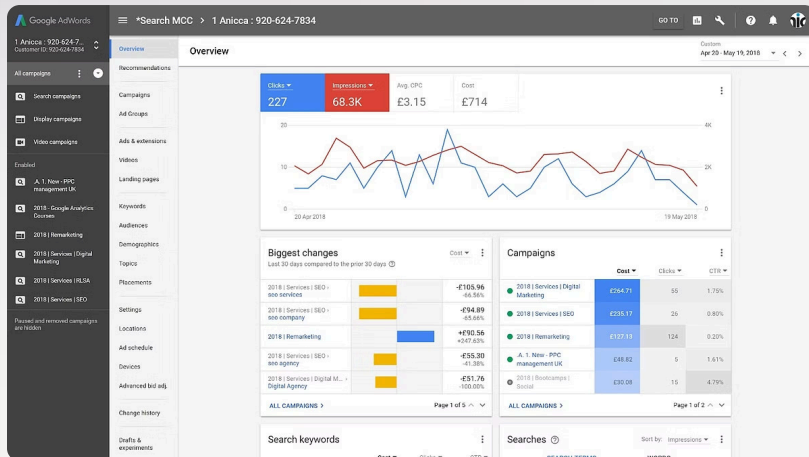 Google AdWords
*Search MCC > 1 Anicca : 920-624-7834
GO TO
1 Anicca : 920-624-7...
Customer ID: 920-624-7834
All campaigns
Search campaigns
Display campaigns
Video campaigns
Enabled
.A. 1. New - PPC
management UK
2018 - Google Analytics
Courses
2018 | Remarketing
2018 | Services | Digital
Marketing
2018 | Services | RLSA
2018 | Services | SEO
Paused and removed campaigns
are hidden
Overview
Recommendations
Campaigns
Ad Groups
Ads & extensions
Videos
Landing pages
Keywords
Audiences
Demographics
Topics
Placements
Settings
Locations
Ad schedule
Devices
Advanced bid adj.
Change history
Drafts &
experiments
Overview
Custom
Apr 20 - May 19, 2018
Clicks
227
Impressions
68.3K
Avg. CPC
£3.15
Cost
£714
20
10
0
4K
2K
0
20 Apr 2018
19 May 2018
Biggest changes
Cost
Last 30 days compared to the prior 30 days
2018 | Services | SEO ›
seo services
-£105.96
-66.56%
2018 | Services | SEO ›
seo company
-£94.89
-65.66%
2018 | Remarketing
+£90.56
+247.63%
2018 | Services | SEO ›
seo agency
-£55.30
-41.38%
2018 | Services | Digital M... ›
Digital Agency
-£51.76
-100.00%
ALL CAMPAIGNS >
Page 1 of 5
Campaigns
Cost Clicks CTR
2018 | Services | Digital
Marketing
£264.71 55 1.75%
2018 | Services | SEO £235.17 26 0.80%
2018 | Remarketing £127.13 124 0.20%
.A. 1. New - PPC
management UK
£48.82 5 1.61%
2018 | Bootcamps |
Social
£30.08 15 4.79%
ALL CAMPAIGNS >
Page 1 of 2
Search keywords
Cost Clicks CTR
Searches
Sort by: Impressions
SEARCH TERMS WORDS